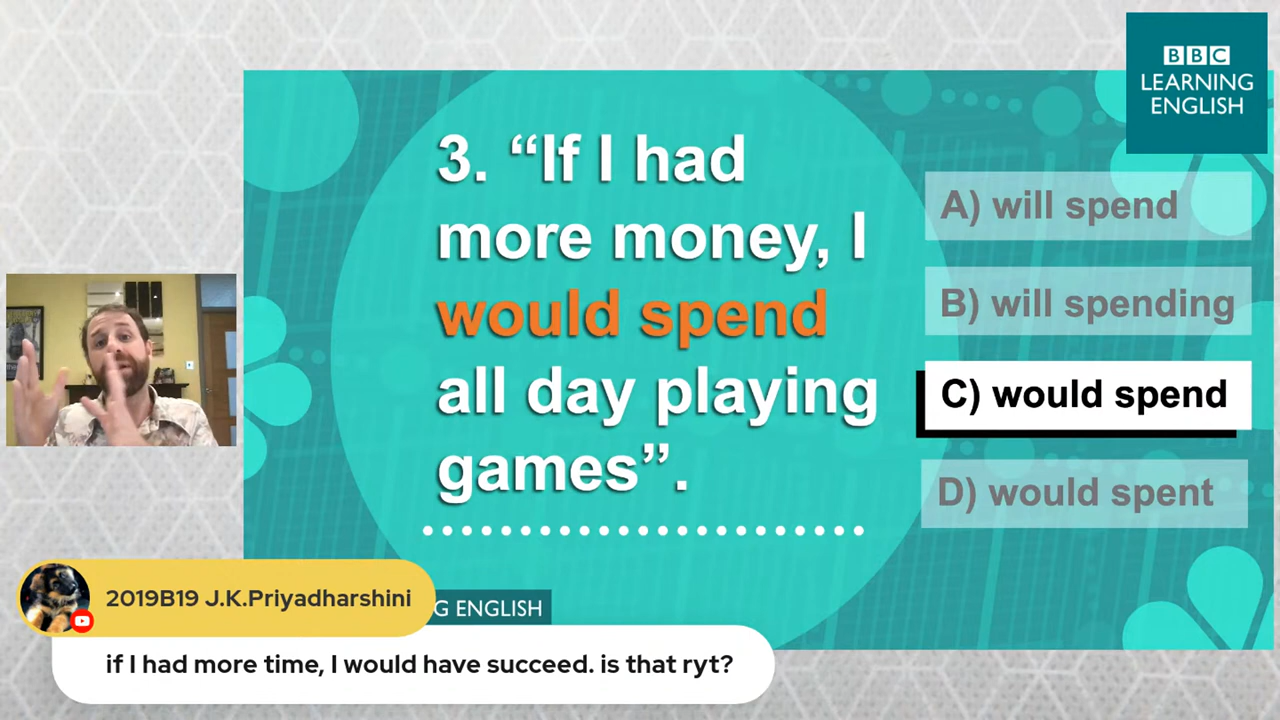 BBC
LEARNING
ENGLISH
3. “If I had
more money, I
would spend
all day playing
games”.
A) will spend
B) will spending
C) would spend
D) would spent
G ENGLISH
2019B19 J.K.Priyadharshini
if I had more time, I would have succeed. is that ryt?